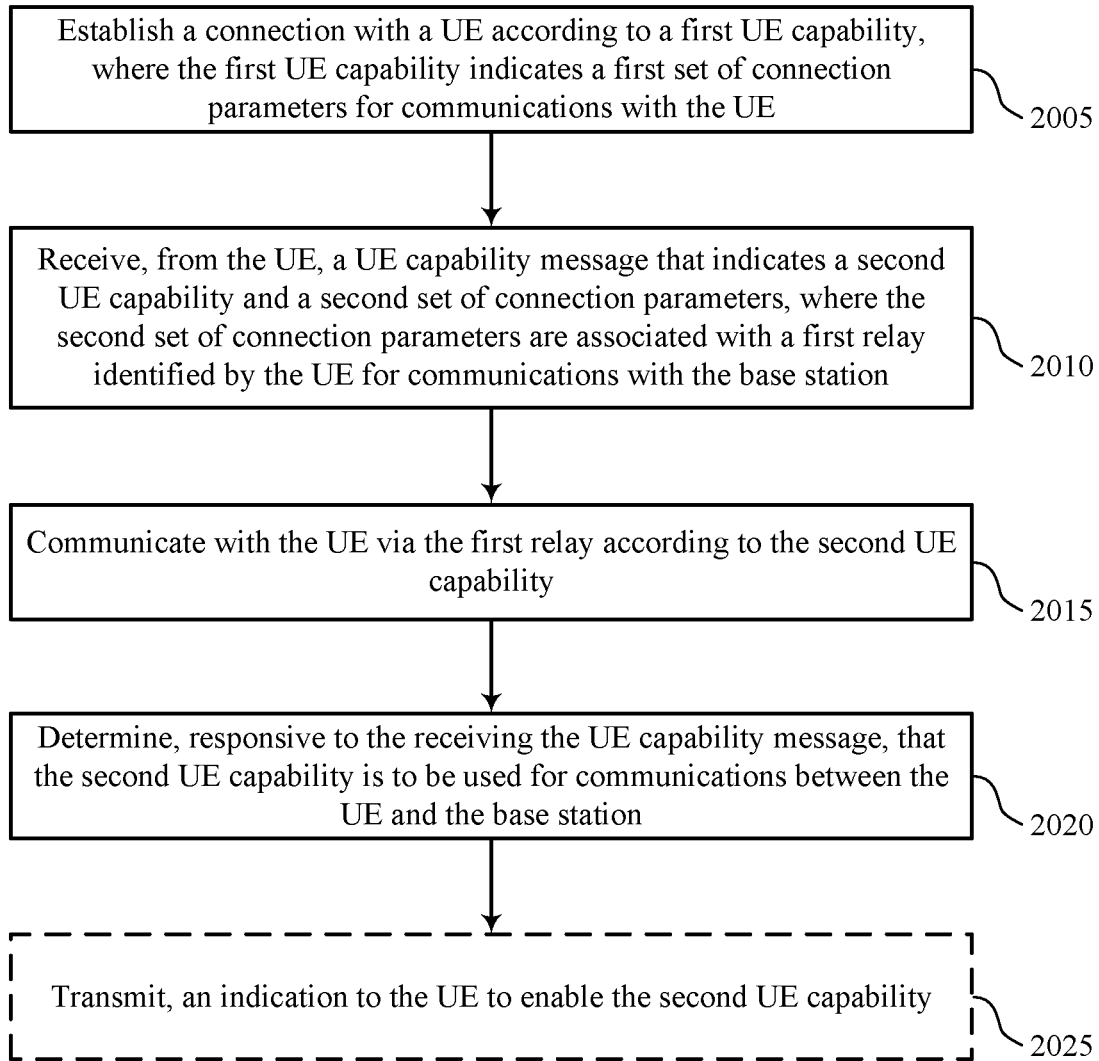 Establish a connection with a UE according to a first UE capability,
where the first UE capability indicates a first set of connection
parameters for communications with the UE
2005
Receive, from the UE, a UE capability message that indicates a second
UE capability and a second set of connection parameters, where the
second set of connection parameters are associated with a first relay
identified by the UE for communications with the base station
2010
Communicate with the UE via the first relay according to the second UE
capability
2015
Determine, responsive to the receiving the UE capability message, that
the second UE capability is to be used for communications between the
UE and the base station
2020
Transmit, an indication to the UE to enable the second UE capability
2025